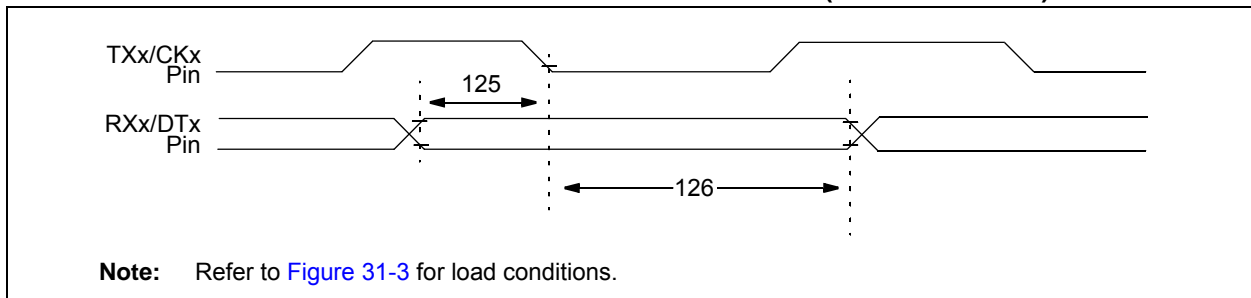 TXx/CKx
Pin
125
RXx/DTx
Pin
126
Note: Refer to Figure 31-3 for load conditions.